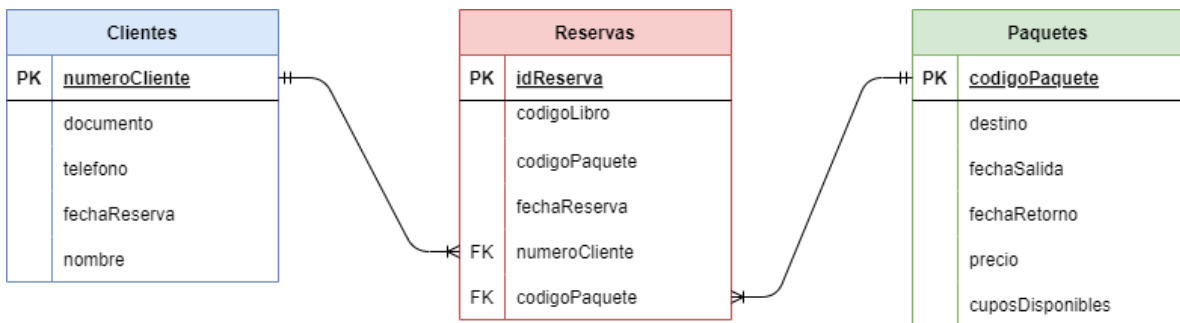 Clientes
PK numeroCliente
documento
telefono
fechaReserva
nombre
Reservas
PK idReserva
codigoLibro
codigoPaquete
fechaReserva
FK numeroCliente
FK codigoPaquete
Paquetes
PK codigoPaquete
destino
fechaSalida
fechaRetorno
precio
cuposDisponibles